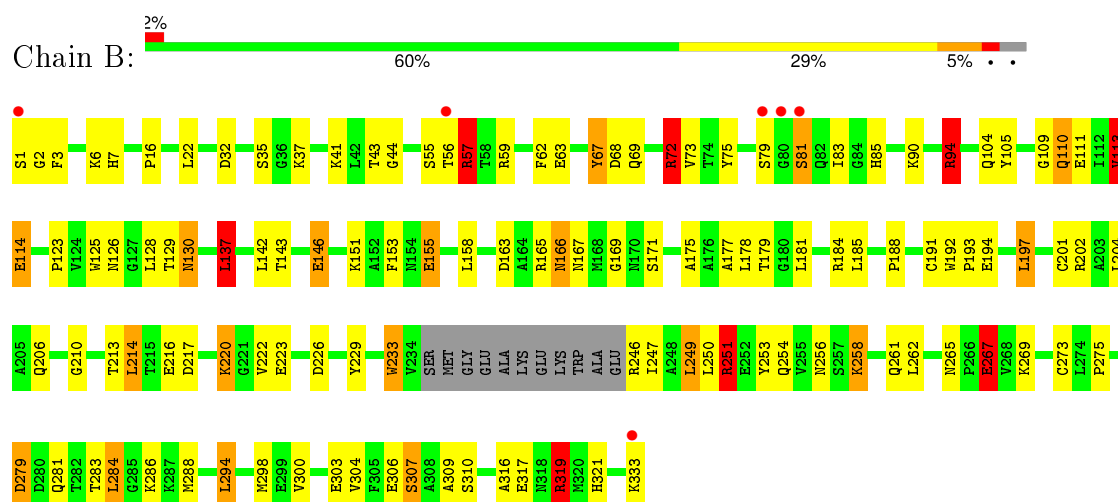 2%
Chain B:
60% 29% 5% • •
S1 G2 F3 K6 H7 P16 L22 D32 S35 G36 K37 K41 L42 T43 G44 S55 T56 R57 T58 R59 F62 E63 Y67 D68 Q69 R72 V73 T74 Y75 S79 G80 S81 Q82 I83 G84 H85 K90 R94 Q104 Y105 G109 Q110 E111 I112
E114 P123 V124 W125 N126 G127 L128 T129 N130 L137 L142 T143 E146 K151 A152 F153 N154 E155 L158 D163 A164 R165 N166 N167 M168 G169 N170 S171 A175 A176 A177 L178 T179 G180 L181 R184 L185 P188 C191 W192 P193 E194 L197 C201 R202 A203
A205 Q206 G210 T213 L214 T215 E216 D217 K220 G221 V222 E223 D226 Y229 W233 V234 SER MET GLY GLU ALA LYS GLU LYS TRP ALA GLU R246 I247 A248 L249 L250 R251 E252 Y253 Q254 V255 N256 S257 K258 Q261 L262 N265 P266 E267 V268 K269 C273 L274 P275
D279 D280 Q281 T282 T283 L284 G285 K286 K287 M288 L294 M298 E299 V300 E303 V304 F305 E306 S307 A308 A309 S310 A316 E317 N318 R319 M320 H321 K333